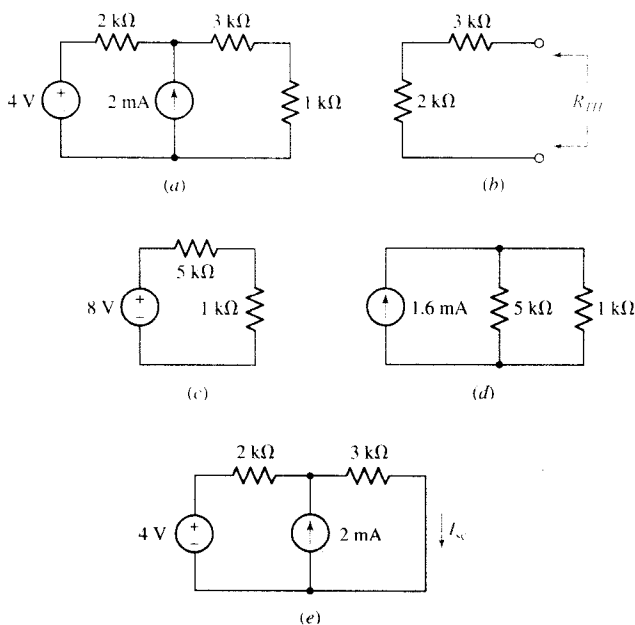 2 kΩ 3 kΩ
4 V + 2 mA 1 kΩ
(a)
3 kΩ
2 kΩ R_TH
(b)
5 kΩ
8 V + − 1 kΩ
(c)
1.6 mA 5 kΩ 1 kΩ
(d)
2 kΩ 3 kΩ
4 V + − 2 mA I_sc
(e)